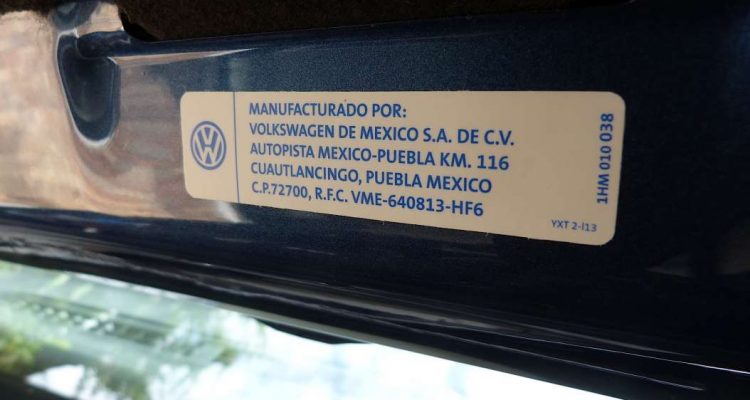 MANUFACTURADO POR:
VOLKSWAGEN DE MEXICO S.A. DE C.V.
AUTOPISTA MEXICO-PUEBLA KM. 116
CUAUTLANCINGO, PUEBLA MEXICO
C.P.72700, R.F.C. VME-640813-HF6
1HM 010 038
YXT 2-I13